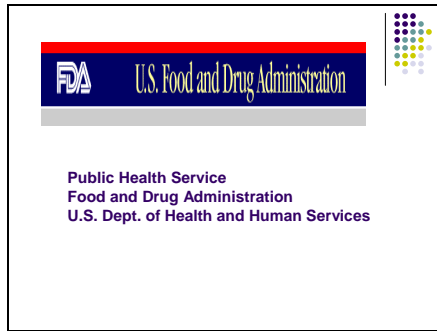 FDA U.S. Food and Drug Administration
Public Health Service
Food and Drug Administration
U.S. Dept. of Health and Human Services